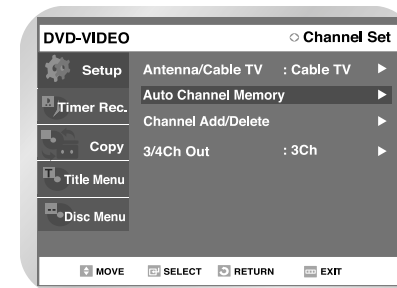 DVD-VIDEO Channel Set
Setup
Timer Rec.
Copy
Title Menu
Disc Menu
Antenna/Cable TV : Cable TV
Auto Channel Memory
Channel Add/Delete
3/4Ch Out : 3Ch
MOVE SELECT RETURN EXIT